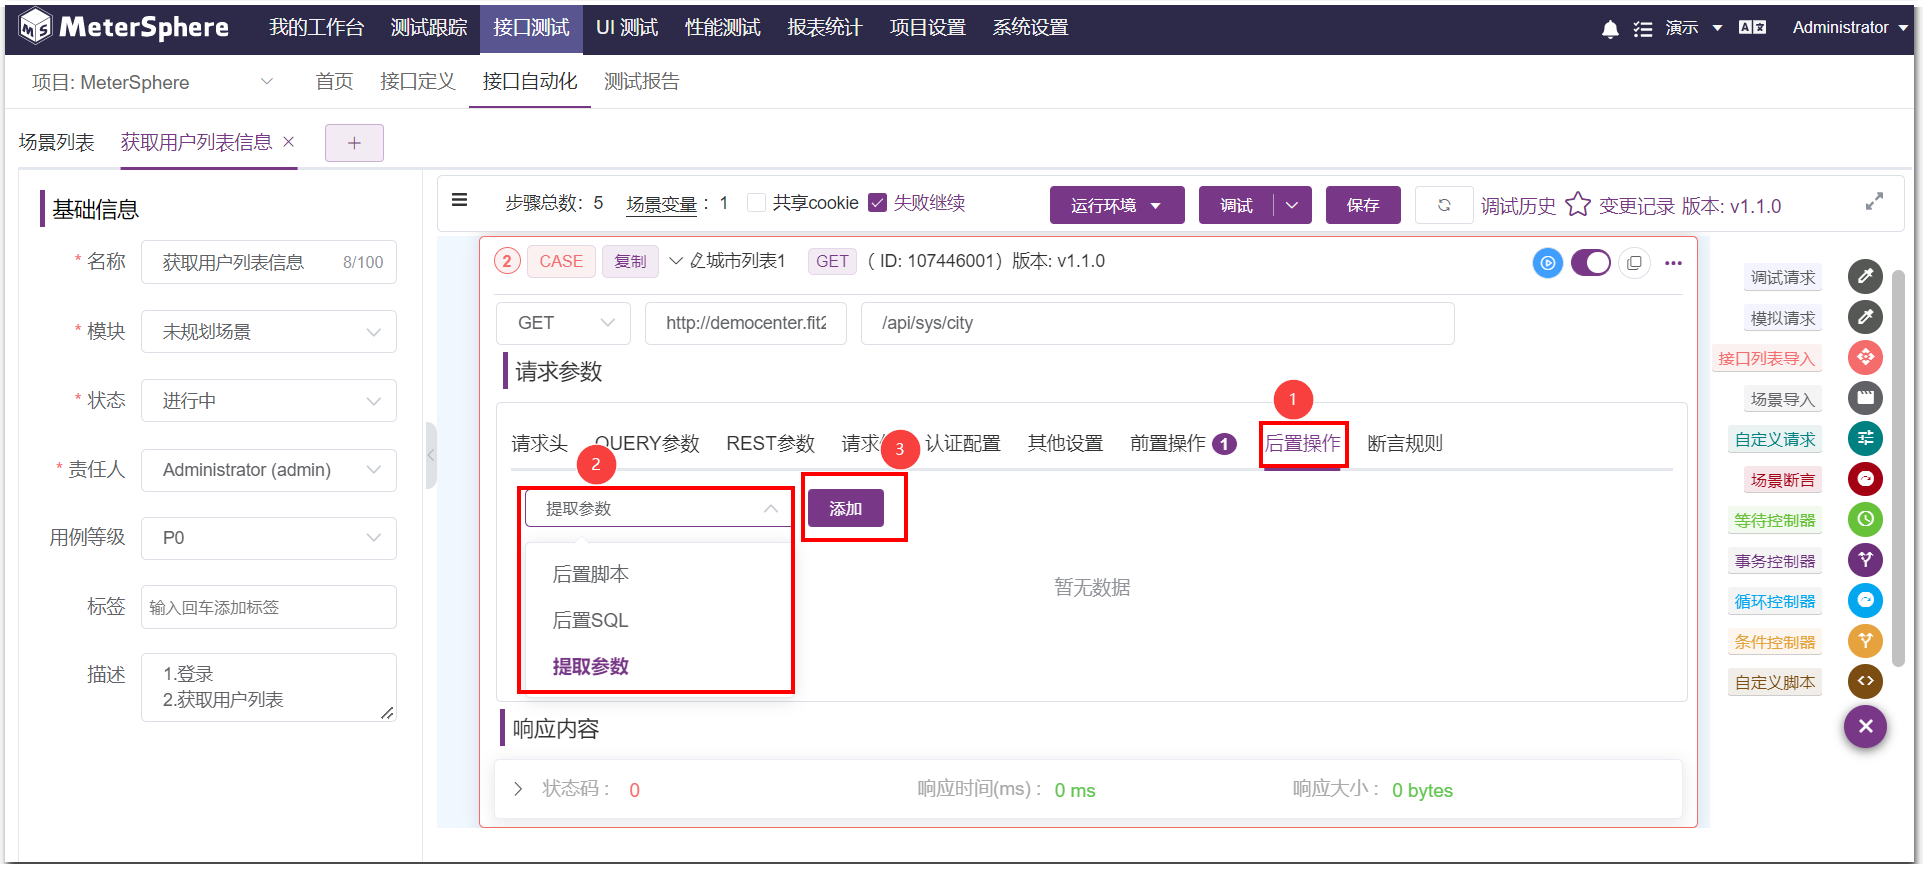 MeterSphere 我的工作台 测试跟踪 接口测试 UI 测试 性能测试 报表统计 项目设置 系统设置 演示 Administrator
项目: MeterSphere 首页 接口定义 接口自动化 测试报告
场景列表 获取用户列表信息
基础信息
* 名称 获取用户列表信息 8/100
* 模块 未规划场景
* 状态 进行中
* 责任人 Administrator (admin)
用例等级 P0
标签 输入回车添加标签
描述 1.登录
2.获取用户列表
步骤总数: 5 场景变量 : 1 共享cookie 失败继续 运行环境 调试 保存 调试历史 变更记录 版本: v1.1.0
2 CASE 复制 城市列表1 GET ( ID: 107446001) 版本: v1.1.0
GET http://democenter.fit2 /api/sys/city
请求参数
1
请求头 QUERY参数 REST参数 请求 认证配置 其他设置 前置操作 1 后置操作 断言规则
2 3
提取参数 添加
后置脚本
后置SQL
提取参数
暂无数据
响应内容
状态码 : 0 响应时间(ms) : 0 ms 响应大小 : 0 bytes
调试请求
模拟请求
接口列表导入
场景导入
自定义请求
场景断言
等待控制器
事务控制器
循环控制器
条件控制器
自定义脚本